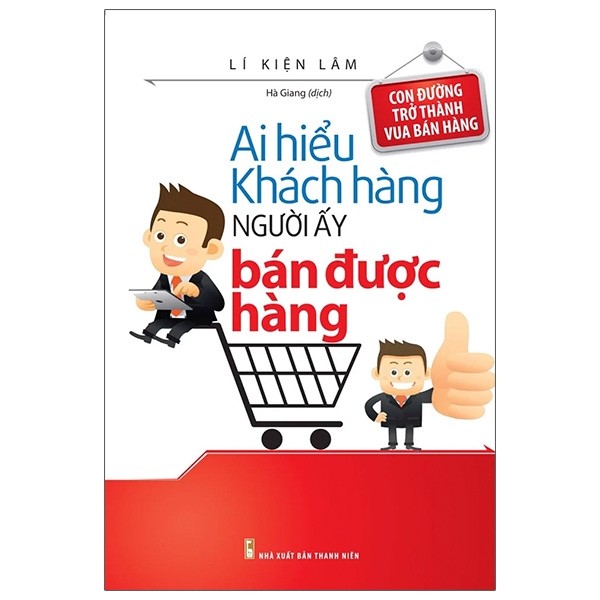 LÍ KIỆN LÂM
Hà Giang (dịch)
CON ĐƯỜNG
TRỞ THÀNH
VUA BÁN HÀNG
Ai hiểu
Khách hàng
NGƯỜI ẤY
bán được
hàng
NHÀ XUẤT BẢN THANH NIÊN